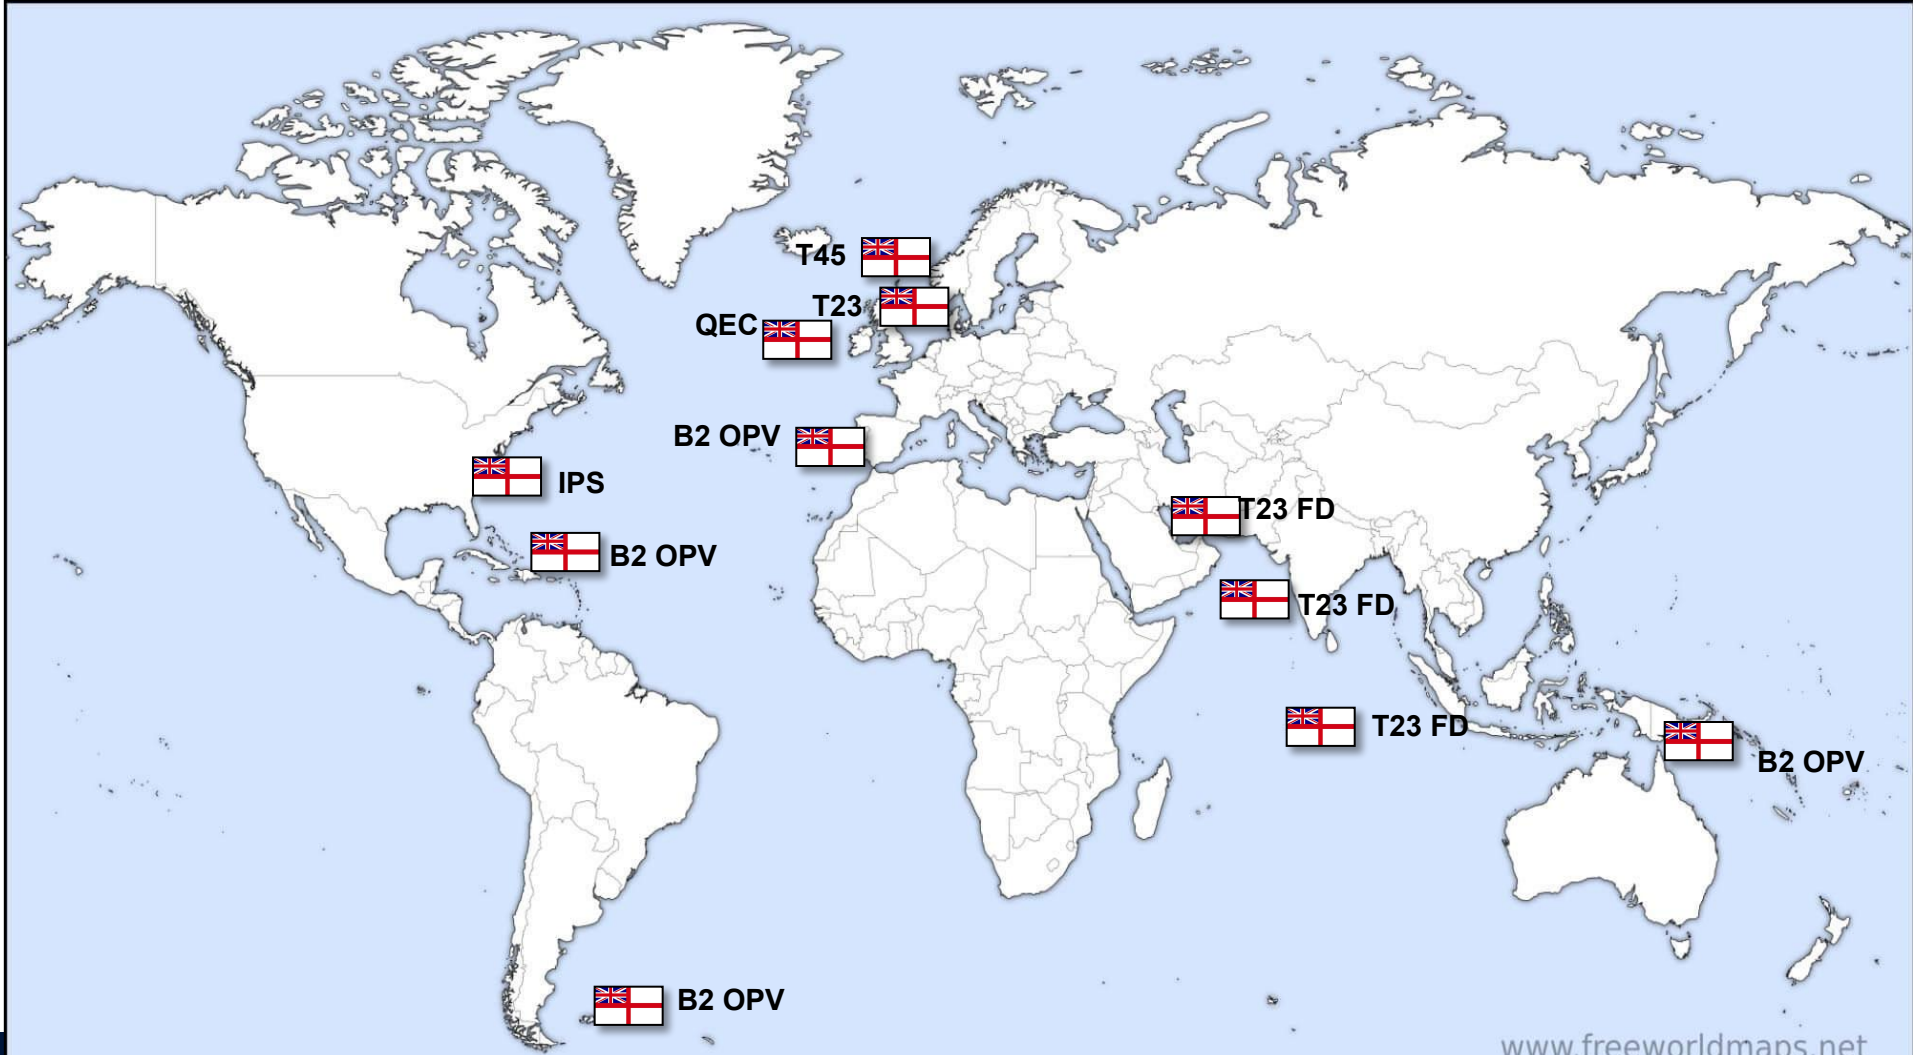 T45
T23
QEC
B2 OPV
IPS
T23 FD
B2 OPV
T23 FD
T23 FD
B2 OPV
B2 OPV
www.freeworldmaps.net